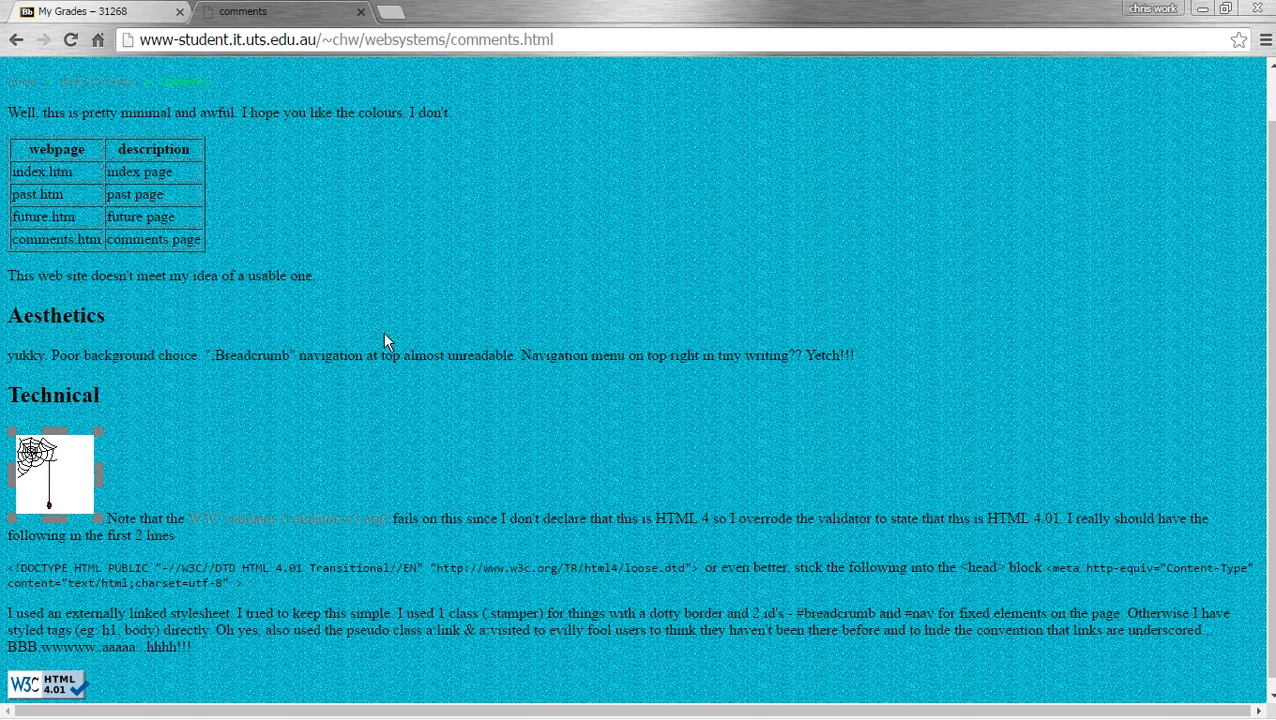 My Grades – 31268
comments
chris work
www-student.it.uts.edu.au/~chw/websystems/comments.html
Well, this is pretty minimal and awful. I hope you like the colours. I don't.
webpage description
index.htm index page
past.htm past page
future.htm future page
comments.htm comments page
This web site doesn't meet my idea of a usable one.
Aesthetics
yukky. Poor background choice. ";Breadcrumb" navigation at top almost unreadable. Navigation menu on top right in tiny writing?? Yetch!!!
Technical
Note that the W3C validator (validator.w3.org) fails on this since I don't declare that this is HTML 4 so I overrode the validator to state that this is HTML 4.01. I really should have the
following in the first 2 lines
<!DOCTYPE HTML PUBLIC "-//W3C//DTD HTML 4.01 Transitional//EN" "http://www.w3c.org/TR/html4/loose.dtd"> or even better, stick the following into the <head> block <meta http-equiv="Content-Type"
content="text/html;charset=utf-8" >
I used an externally linked stylesheet. I tried to keep this simple. I used 1 class (.stamper) for things with a dotty border and 2 id's - #breadcrumb and #nav for fixed elements on the page. Otherwise I have
styled tags (eg: h1, body) directly. Oh yes, also used the pseudo class a:link & a:visited to evilly fool users to think they haven't been there before and to hide the convention that links are underscored...
BBB.wwwww..aaaaa...hhhh!!!
W3C HTML
4.01